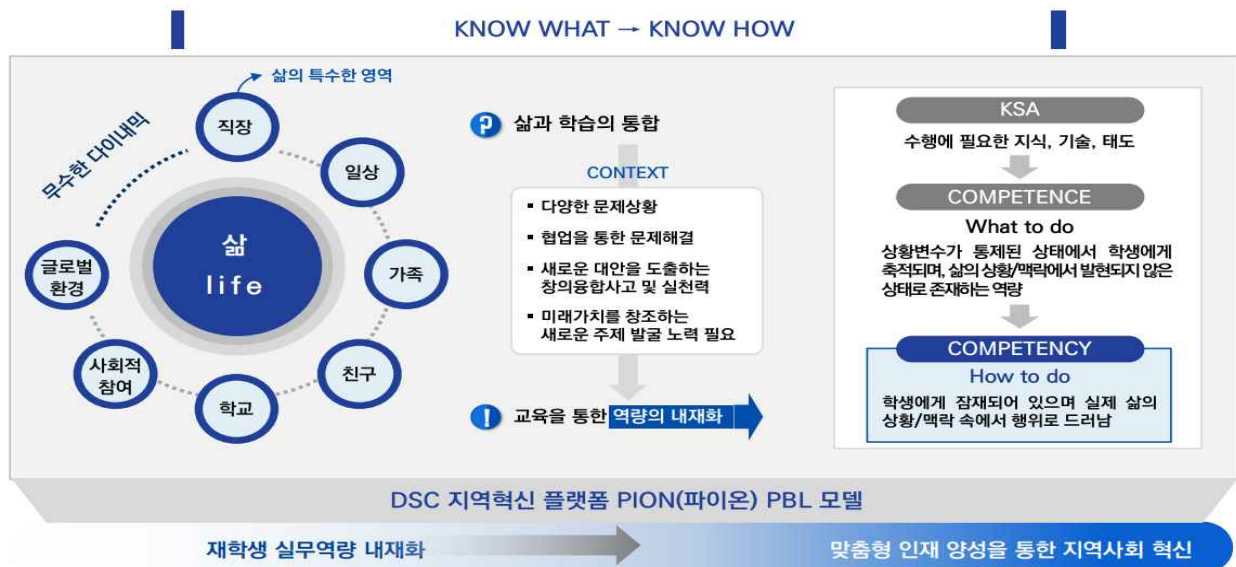 KNOW WHAT → KNOW HOW
삶의 특수한 영역
무수한 다이내믹
직장
일상
가족
친구
학교
사회적
참여
글로벌
환경
삶
life
삶과 학습의 통합
CONTEXT
▪ 다양한 문제상황
▪ 협업을 통한 문제해결
▪ 새로운 대안을 도출하는
창의융합사고 및 실천력
▪ 미래가치를 창조하는
새로운 주제 발굴 노력 필요
! 교육을 통한 역량의 내재화
KSA
수행에 필요한 지식, 기술, 태도
COMPETENCE
What to do
상황변수가 통제된 상태에서 학생에게
축적되며, 삶의 상황/맥락에서 발현되지 않은
상태로 존재하는 역량
COMPETENCY
How to do
학생에게 잠재되어 있으며 실제 삶의
상황/맥락 속에서 행위로 드러남
DSC 지역혁신 플랫폼 PION(파이온) PBL 모델
재학생 실무역량 내재화
맞춤형 인재 양성을 통한 지역사회 혁신